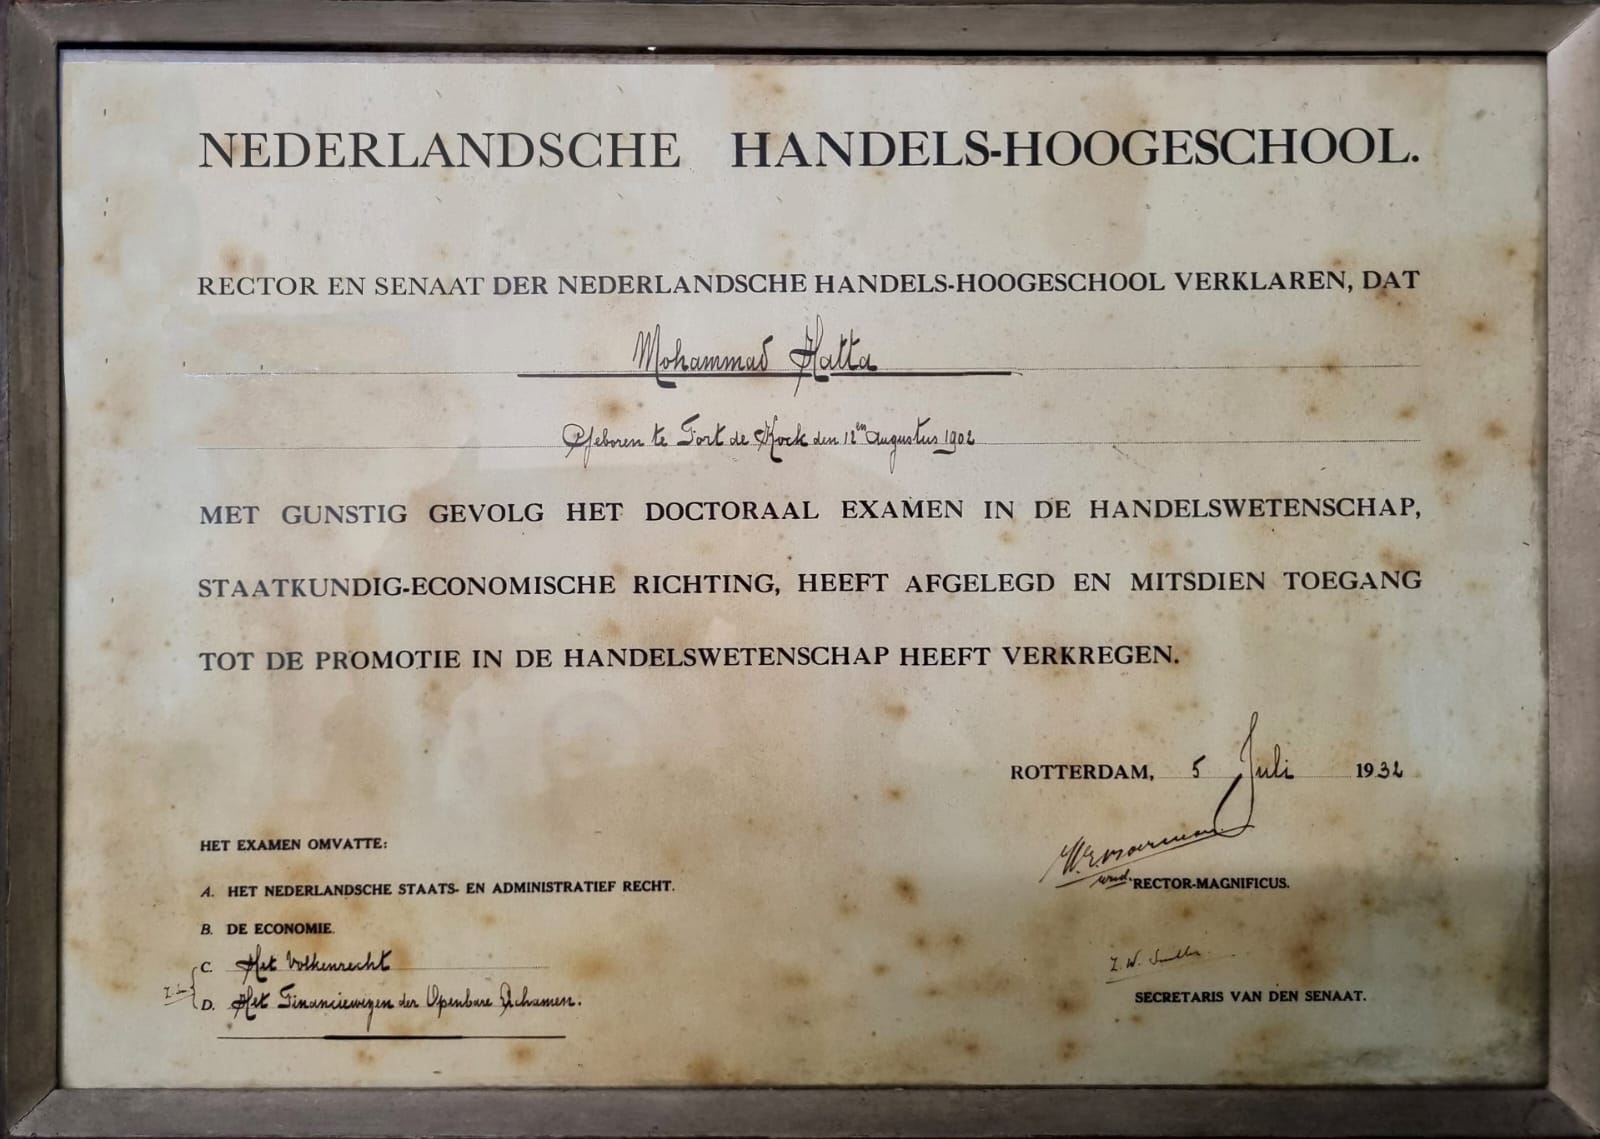 NEDERLANDSCHE HANDELS-HOOGESCHOOL.
RECTOR EN SENAAT DER NEDERLANDSCHE HANDELS-HOOGESCHOOL VERKLAREN, DAT
Mohammad Hatta
Geboren te Fort de Kock den 12en Augustus 1902
MET GUNSTIG GEVOLG HET DOCTORAAL EXAMEN IN DE HANDELSWETENSCHAP,
STAATKUNDIG-ECONOMISCHE RICHTING, HEEFT AFGELEGD EN MITSDIEN TOEGANG
TOT DE PROMOTIE IN DE HANDELSWETENSCHAP HEEFT VERKREGEN.
ROTTERDAM, 5 Juli 1932
RECTOR-MAGNIFICUS.
SECRETARIS VAN DEN SENAAT.
HET EXAMEN OMVATTE:
A. HET NEDERLANDSCHE STAATS- EN ADMINISTRATIEF RECHT.
B. DE ECONOMIE.
C. Het Volkenrecht
D. Het Financiewezen der Openbare Lichamen.